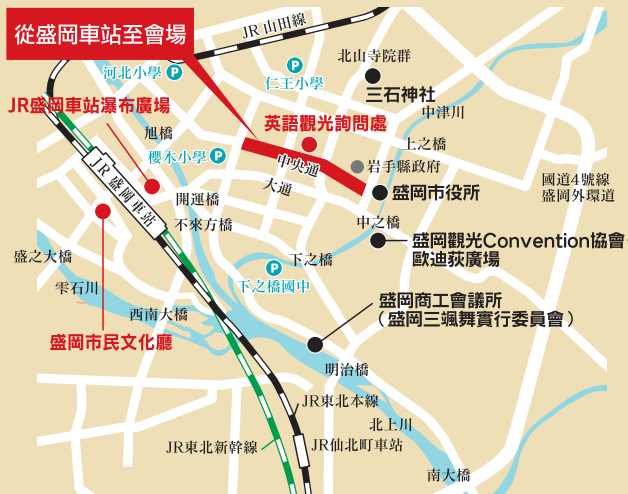 從盛岡車站至會場
JR 山田線
河北小學 P
P
仁王小學
北山寺院群
三石神社
中津川
JR盛岡車站瀑布廣場
旭橋
英語觀光詢問處
上之橋
櫻木小學 P
中央通
岩手縣政府
大通
JR 盛岡車站
開運橋
盛岡市役所
國道4號線
盛岡外環道
不來方橋
中之橋
盛岡觀光Convention協會
歐迪荻廣場
盛之大橋
下之橋
P
下之橋國中
雫石川
西南大橋
盛岡商工會議所
（盛岡三颯舞實行委員會）
盛岡市民文化廳
明治橋
JR東北本線
北上川
JR東北新幹線
JR仙北町車站
南大橋